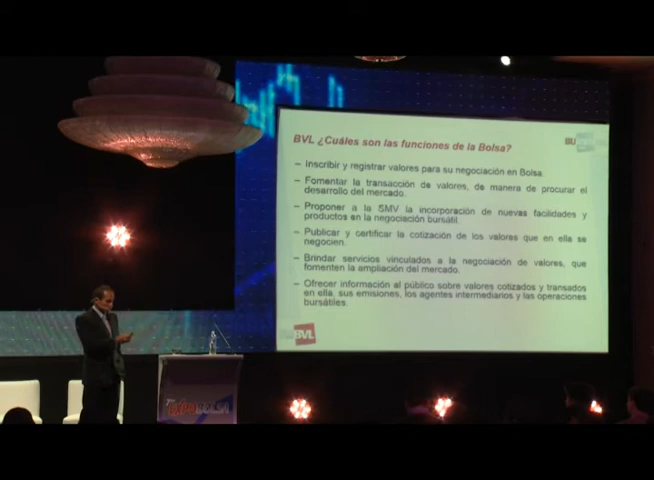 BVL ¿Cuáles son las funciones de la Bolsa?
– Inscribir y registrar valores para su negociación en Bolsa.
– Fomentar la transacción de valores, de manera de procurar el
desarrollo del mercado.
– Proponer a la SMV la incorporación de nuevas facilidades y
productos en la negociación bursátil.
– Publicar y certificar la cotización de los valores que en ella se
negocien.
– Brindar servicios vinculados a la negociación de valores, que
fomenten la ampliación del mercado.
– Ofrecer información al público sobre valores cotizados y transados
en ella, sus emisiones, los agentes intermediarios y las operaciones
bursátiles.
BVL